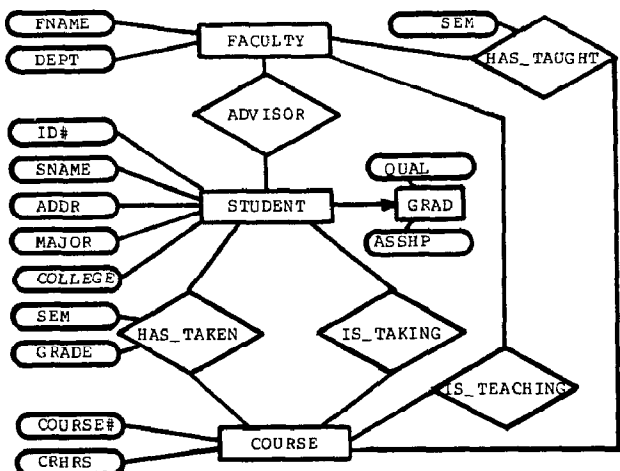 FNAME
SEM
FACULTY
DEPT
HAS_TAUGHT
ADVISOR
ID#
SNAME
QUAL
ADDR
STUDENT
GRAD
MAJOR
ASSHP
COLLEGE
SEM
HAS_TAKEN
IS_TAKING
GRADE
IS_TEACHING
COURSE#
COURSE
CRHRS